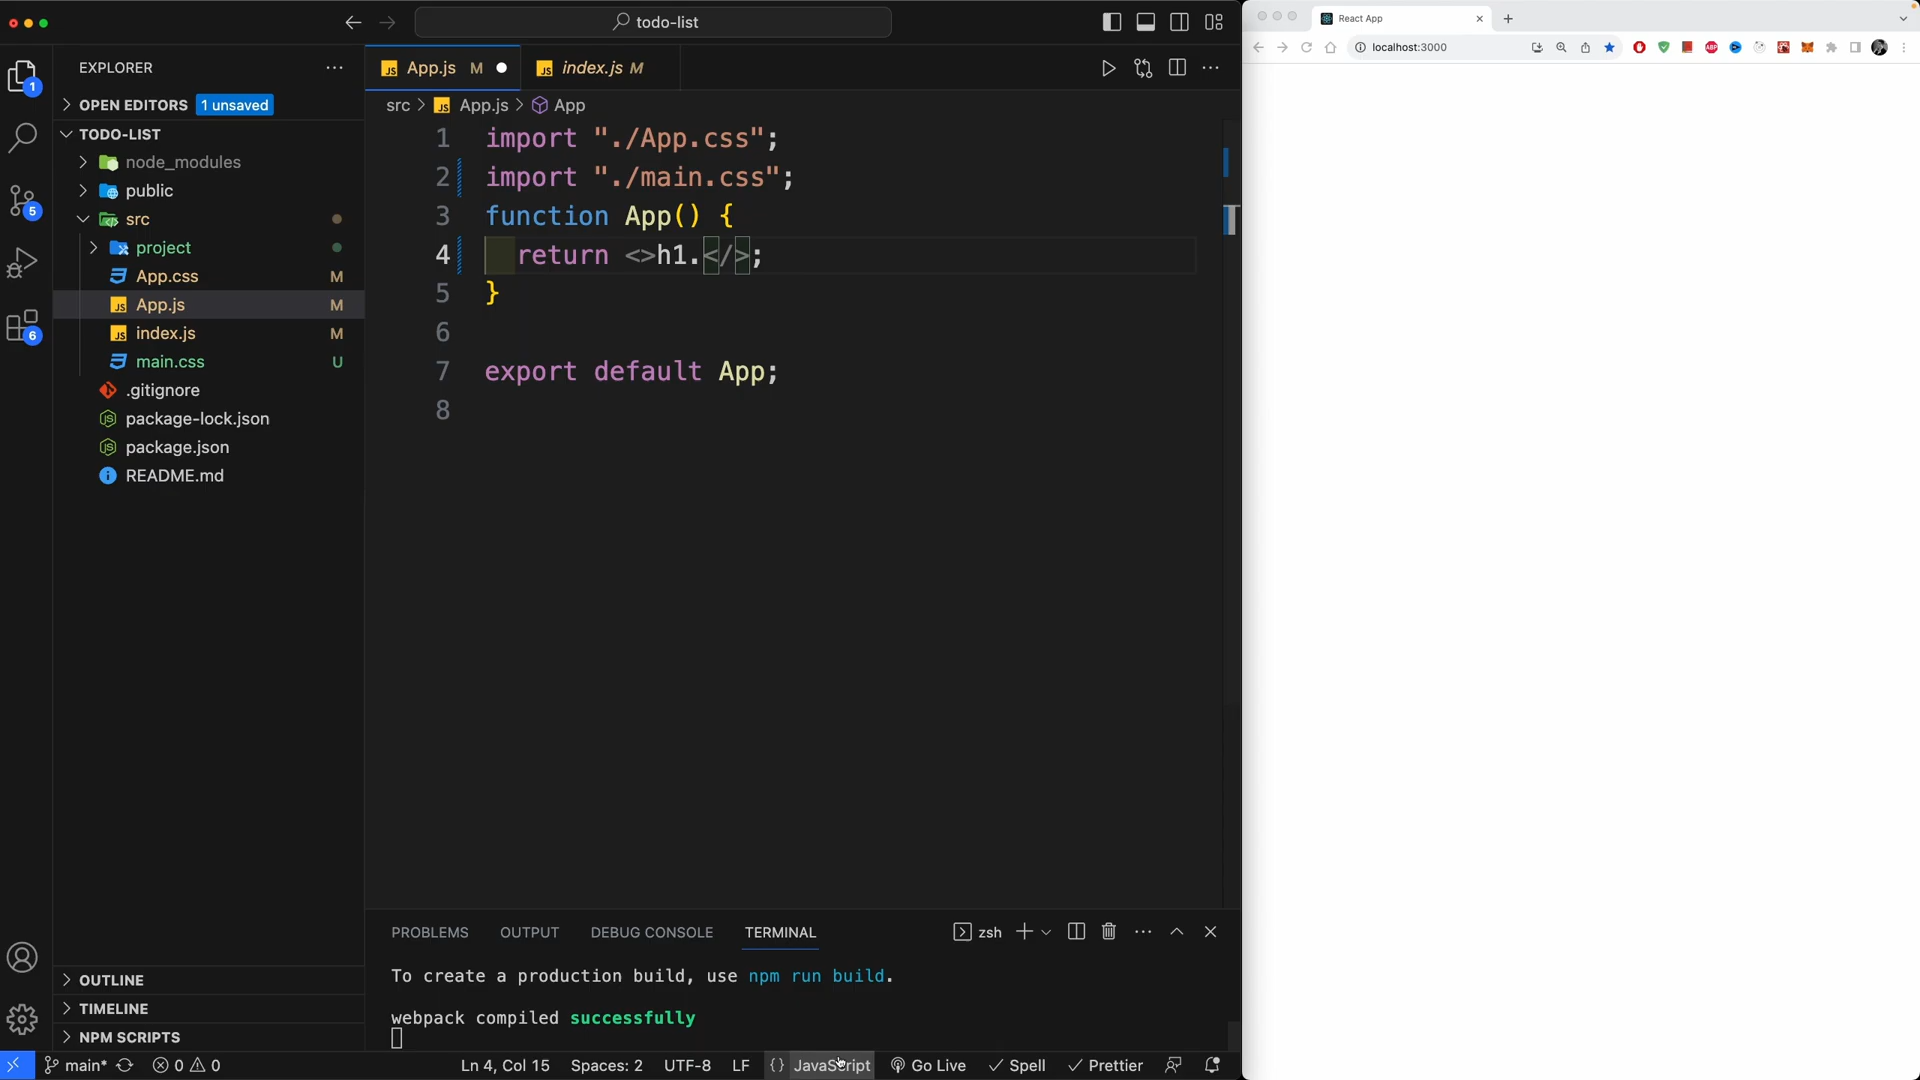 todo-list
EXPLORER
1
OPEN EDITORS 1 unsaved
TODO-LIST
node_modules
public
src
project
App.css M
App.js M
index.js M
main.css U
.gitignore
package-lock.json
package.json
README.md
5
6
OUTLINE
TIMELINE
NPM SCRIPTS
App.js M
index.js M
src > App.js > App
1 import "./App.css";
2 import "./main.css";
3 function App() {
4 return <>h1.</>;
5 }
6
7 export default App;
8
PROBLEMS OUTPUT DEBUG CONSOLE TERMINAL zsh
To create a production build, use npm run build.
webpack compiled successfully
main* 0 0 Ln 4, Col 15 Spaces: 2 UTF-8 LF {} JavaScript Go Live Spell Prettier
React App
localhost:3000
ABP